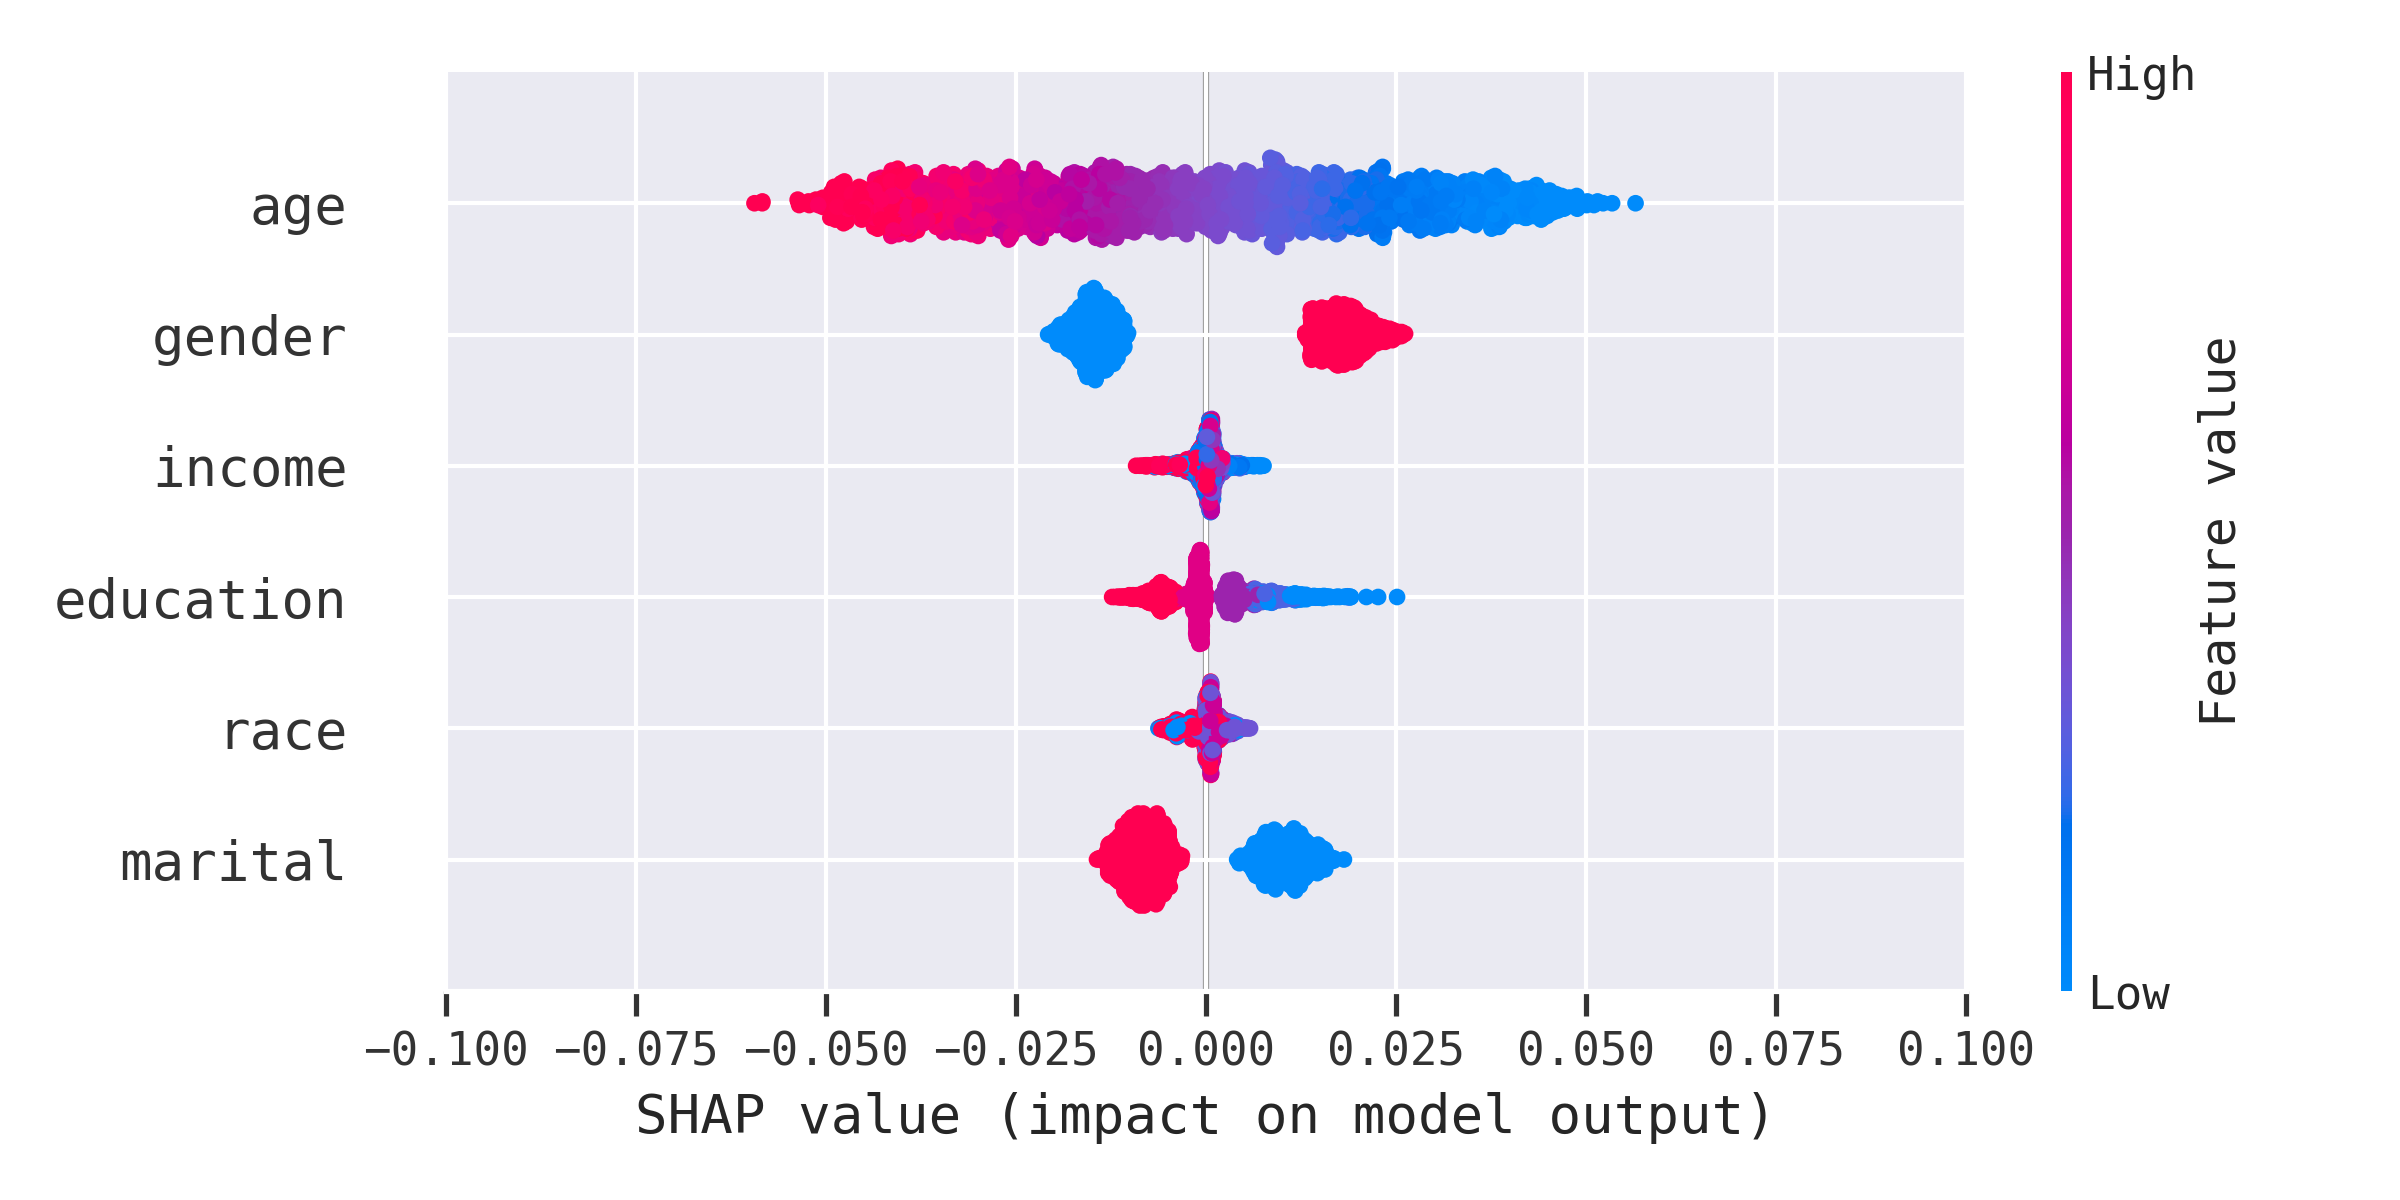 High
age
gender
income
education
race
marital
Feature value
Low
−0.100 −0.075 −0.050 −0.025 0.000 0.025 0.050 0.075 0.100
SHAP value (impact on model output)